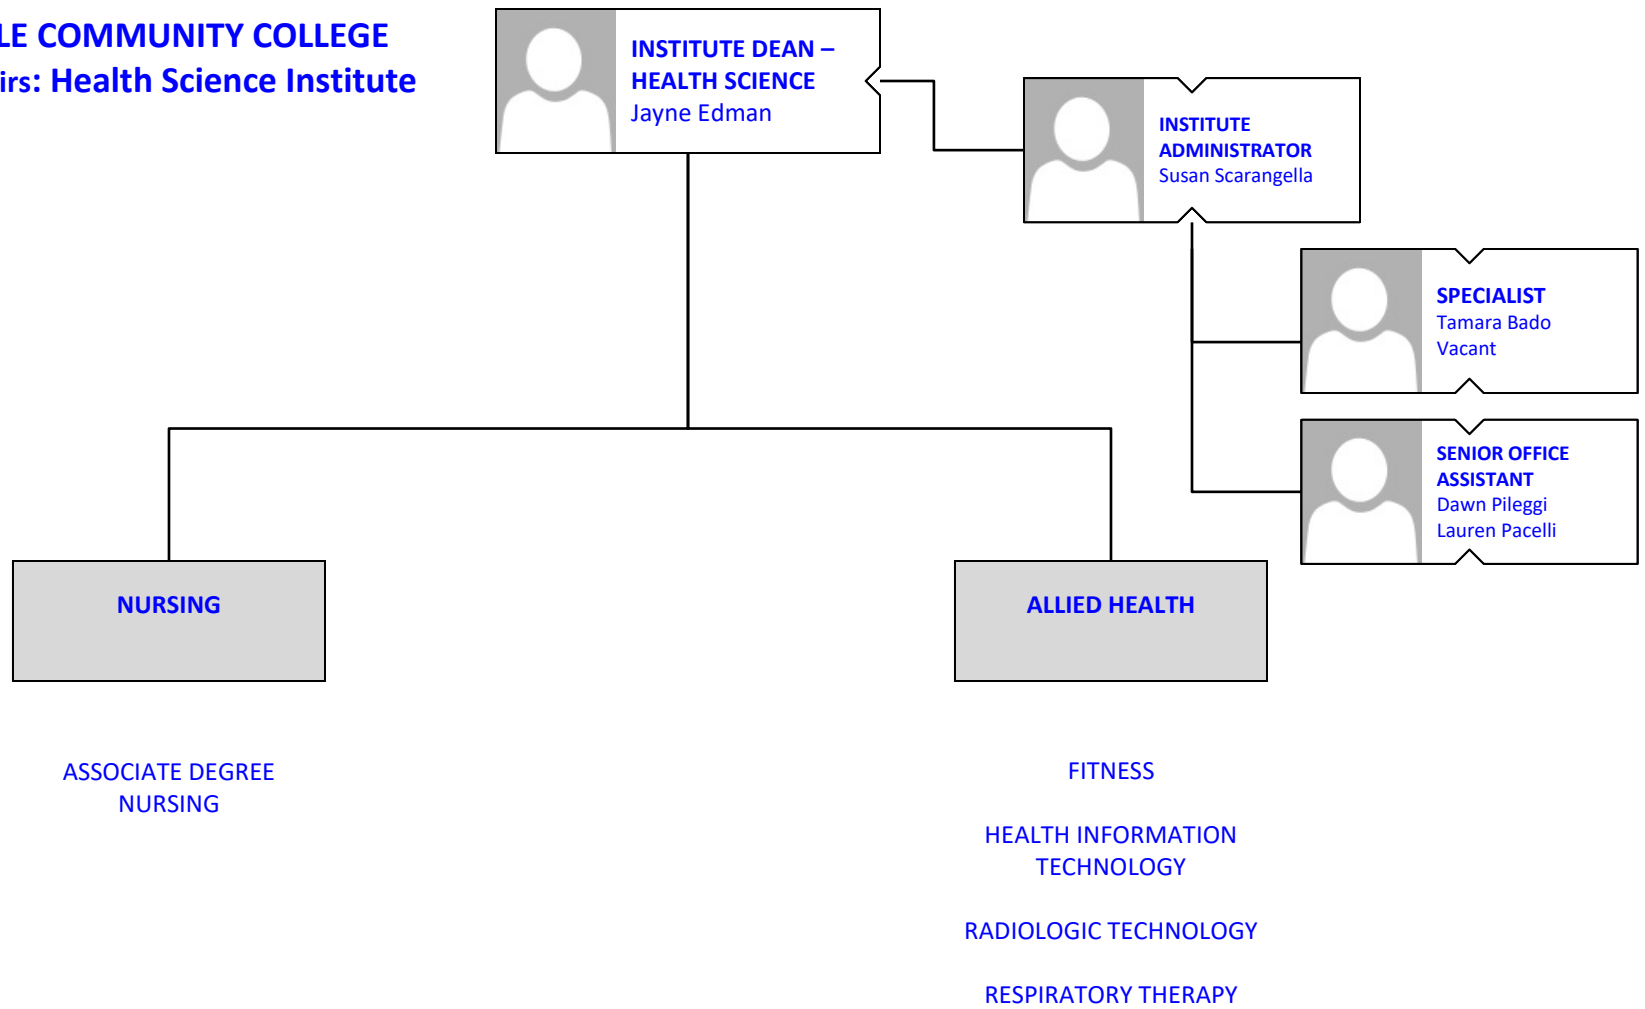 COMMUNITY COLLEGE
: Health Science Institute
INSTITUTE DEAN –
HEALTH SCIENCE
Jayne Edman
INSTITUTE
ADMINISTRATOR
Susan Scarangella
SPECIALIST
Tamara Bado
Vacant
SENIOR OFFICE
ASSISTANT
Dawn Pileggi
Lauren Pacelli
NURSING
ALLIED HEALTH
ASSOCIATE DEGREE
NURSING
FITNESS
HEALTH INFORMATION
TECHNOLOGY
RADIOLOGIC TECHNOLOGY
RESPIRATORY THERAPY